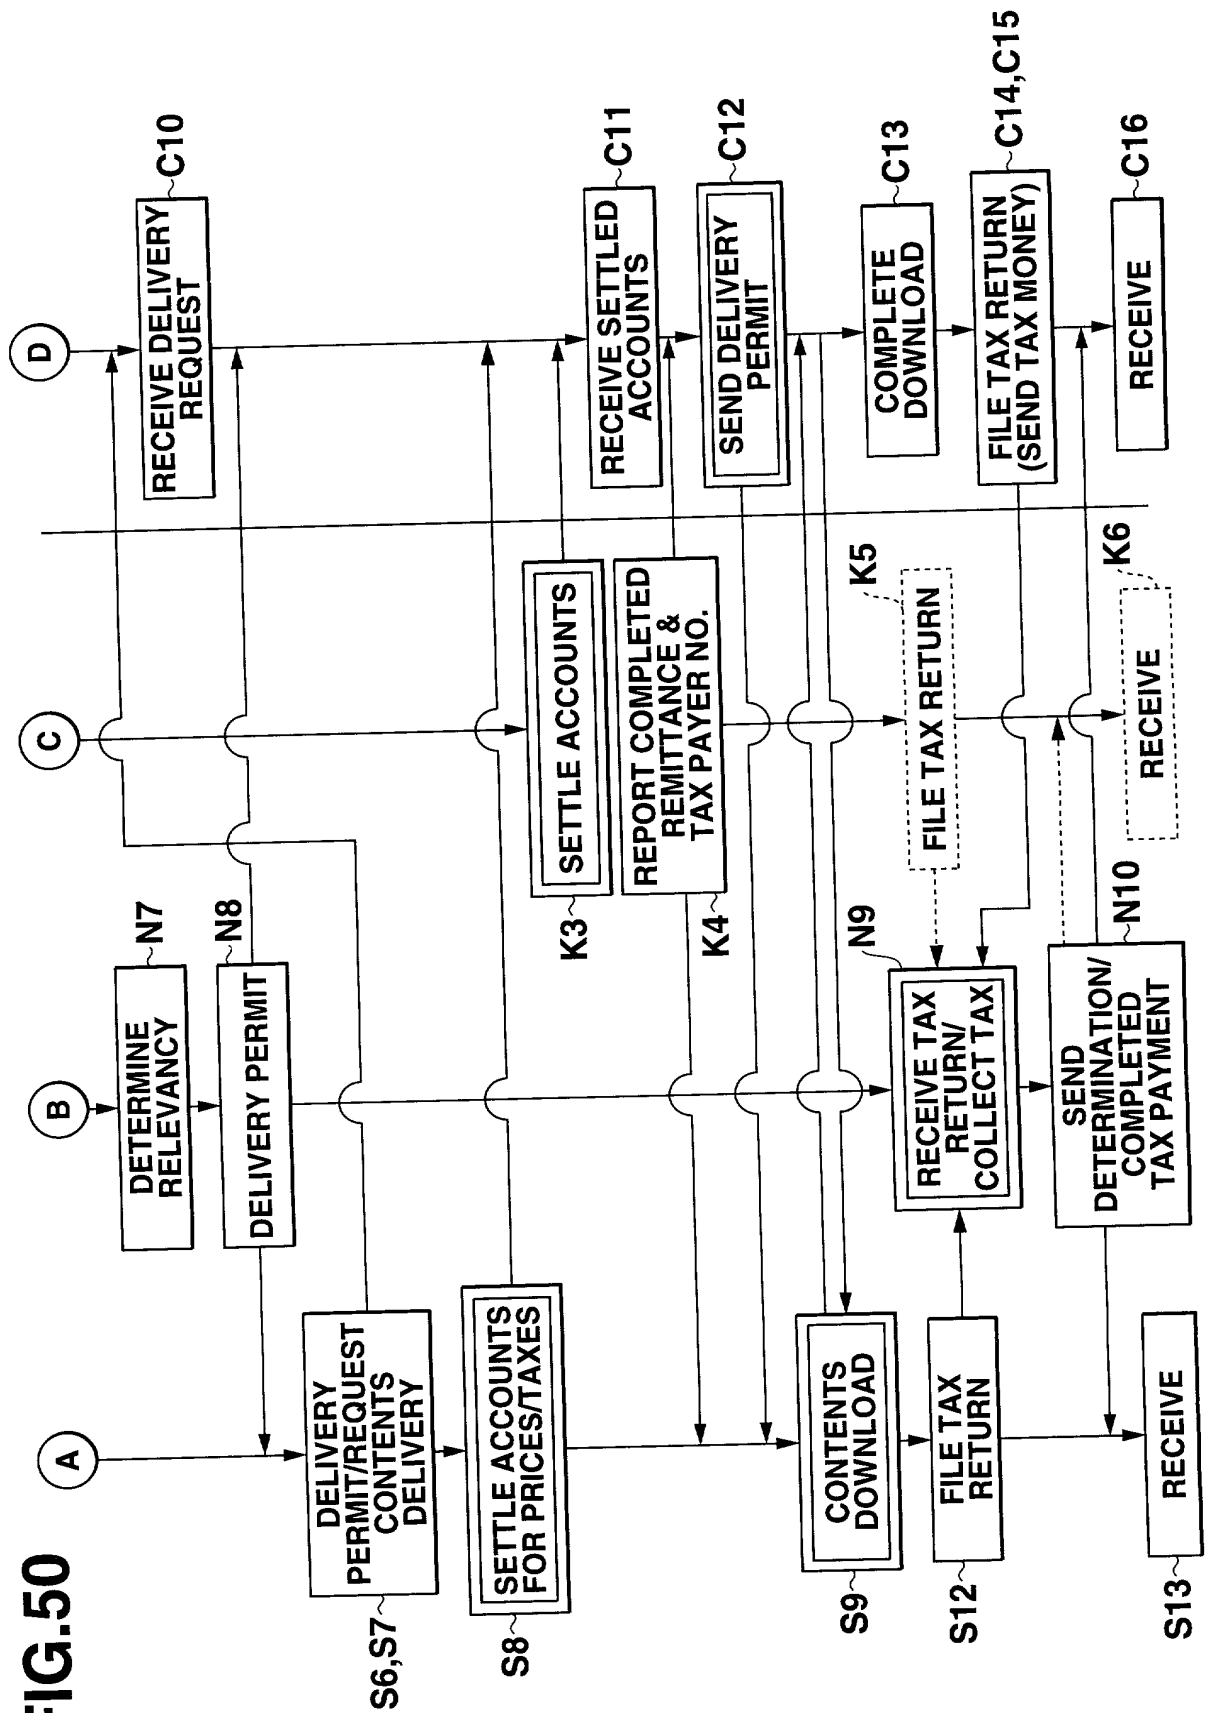 FIG.50
A
DELIVERY
PERMIT/REQUEST
CONTENTS
DELIVERY
S6,S7
SETTLE ACCOUNTS
FOR PRICES/TAXES
S8
CONTENTS
DOWNLOAD
S9
FILE TAX
RETURN
S12
RECEIVE
S13
B
DETERMINE
RELEVANCY
N7
DELIVERY PERMIT
N8
RECEIVE TAX
RETURN/
COLLECT TAX
N9
SEND
DETERMINATION/
COMPLETED
TAX PAYMENT
N10
C
SETTLE ACCOUNTS
K3
REPORT COMPLETED
REMITTANCE &
TAX PAYER NO.
K4
FILE TAX RETURN
K5
RECEIVE
K6
D
RECEIVE DELIVERY
REQUEST
C10
RECEIVE SETTLED
ACCOUNTS
C11
SEND DELIVERY
PERMIT
C12
COMPLETE
DOWNLOAD
C13
FILE TAX RETURN
(SEND TAX MONEY)
C14,C15
RECEIVE
C16